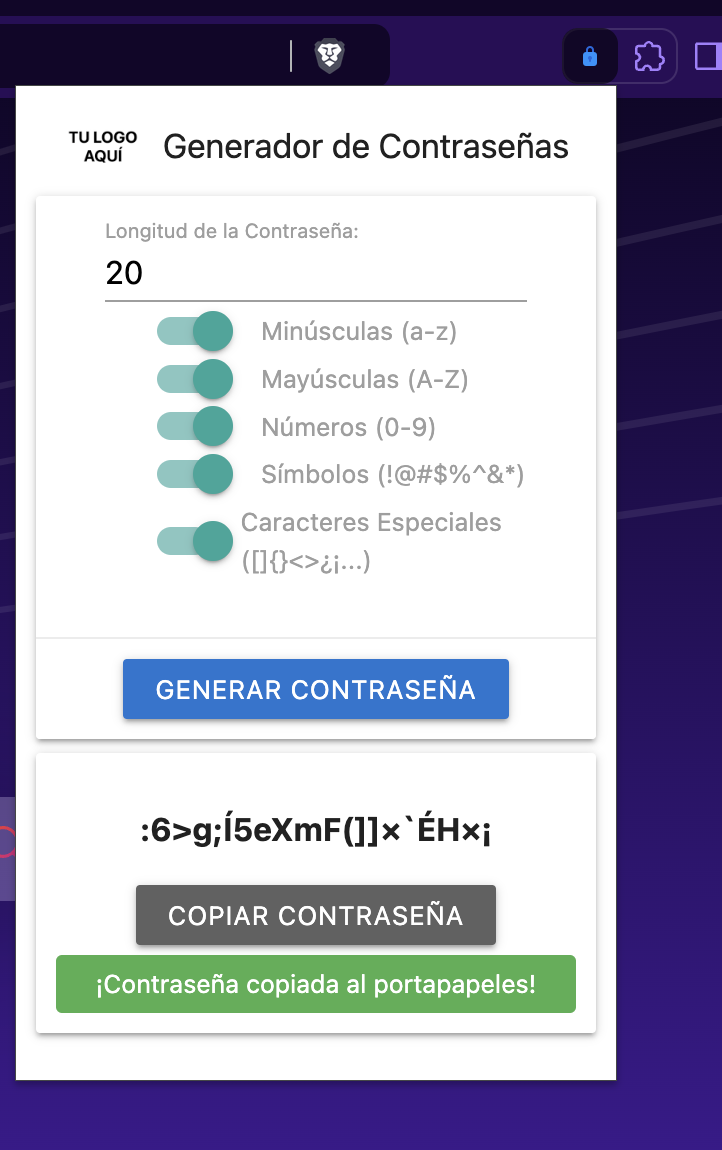 TU LOGO
AQUÍ
Generador de Contraseñas
Longitud de la Contraseña:
20
Minúsculas (a-z)
Mayúsculas (A-Z)
Números (0-9)
Símbolos (!@#$%^&*)
Caracteres Especiales
([]{}<>¿¡...)
GENERAR CONTRASEÑA
:6>g;Í5eXmF(]]×`ÉH×¡
COPIAR CONTRASEÑA
¡Contraseña copiada al portapapeles!